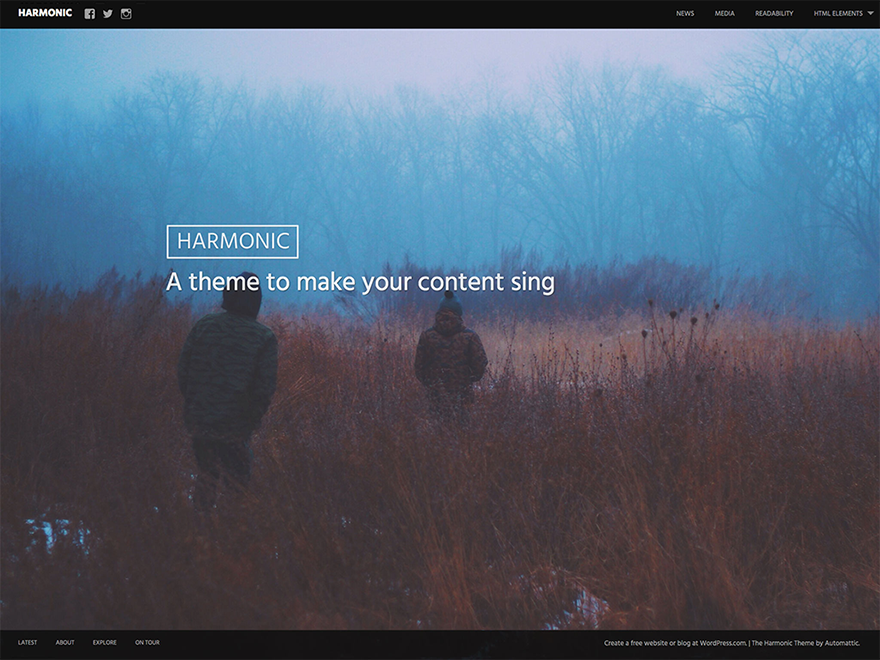 HARMONIC
NEWS MEDIA READABILITY HTML ELEMENTS
HARMONIC
A theme to make your content sing
LATEST ABOUT EXPLORE ON TOUR
Create a free website or blog at WordPress.com. | The Harmonic Theme by Automattic.